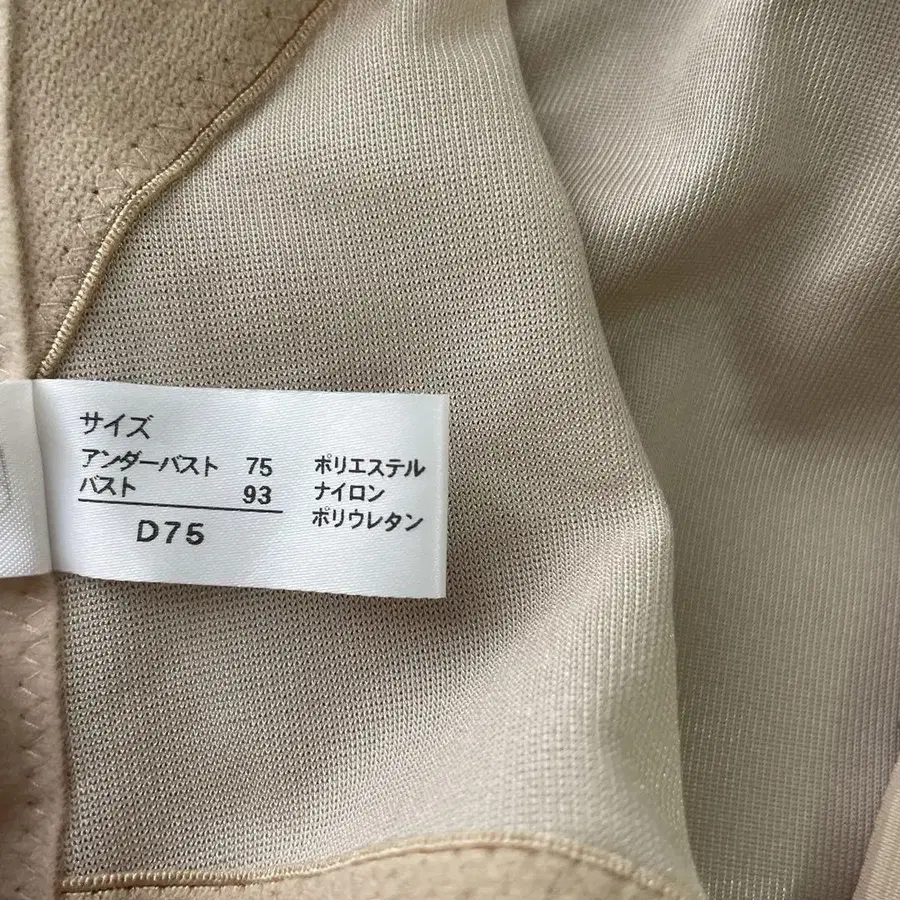 サイズ
アンダーバスト 75
バスト 93
D75
ポリエステル
ナイロン
ポリウレタン